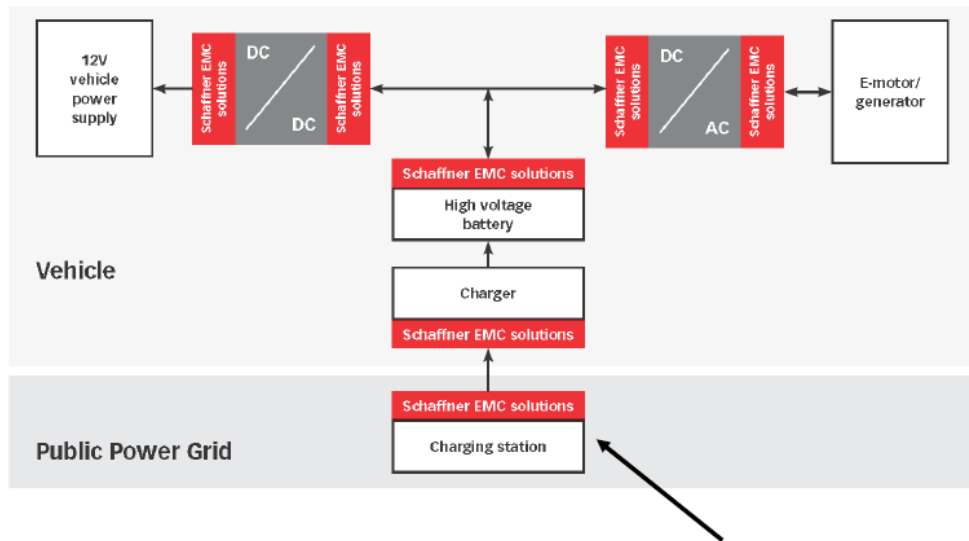 12V
vehicle
power
supply
Schaffner EMC
solutions
DC
DC
Schaffner EMC
solutions
Schaffner EMC
solutions
DC
AC
Schaffner EMC
solutions
E-motor/
generator
Schaffner EMC solutions
High voltage
battery
Vehicle
Charger
Schaffner EMC solutions
Schaffner EMC solutions
Public Power Grid
Charging station